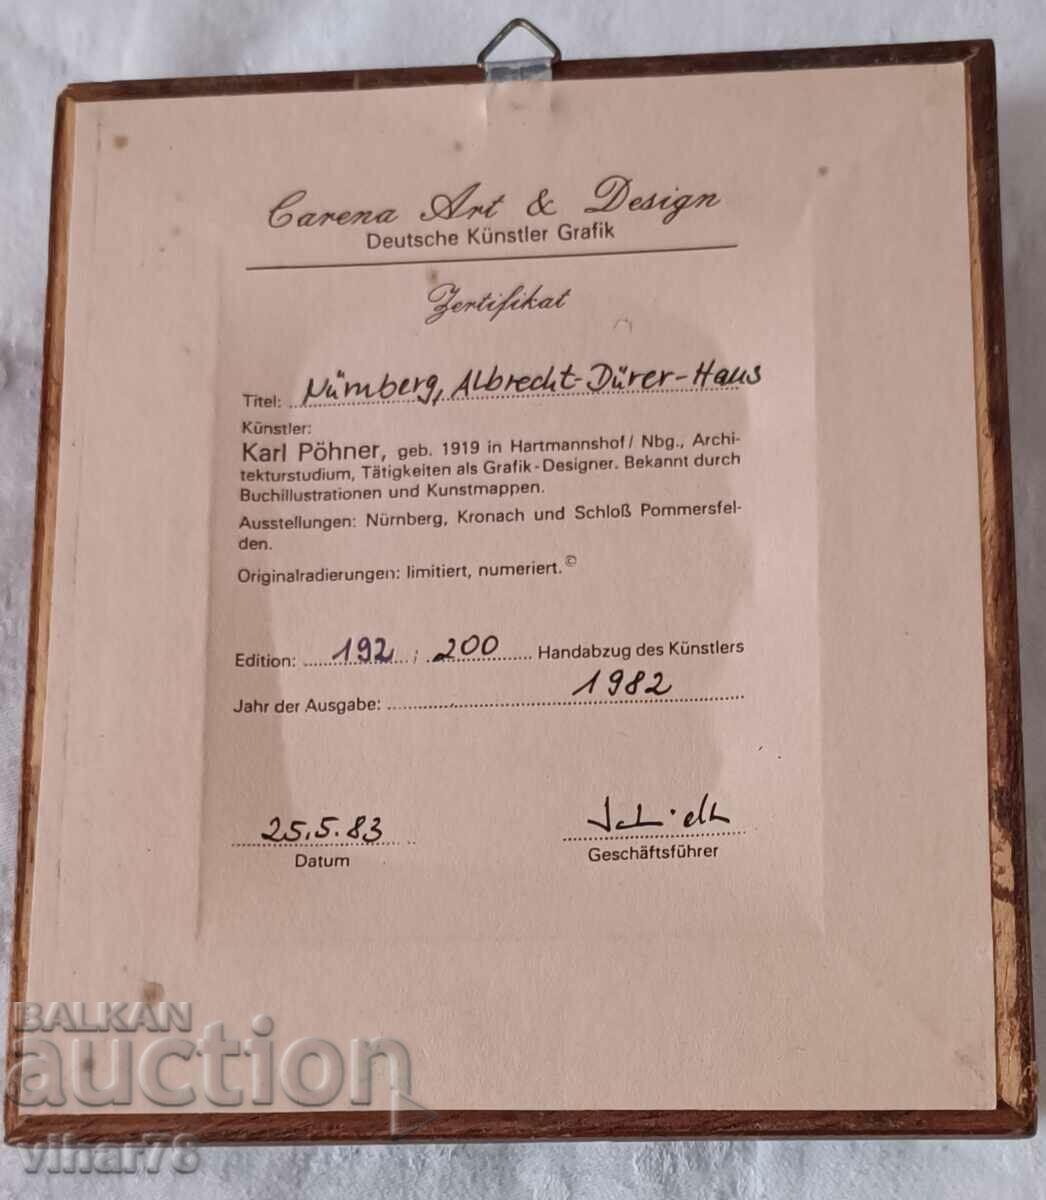 Carena Art & Design
Deutsche Künstler Grafik
Zertifikat
Titel: Nürnberg, Albrecht-Dürer-Haus
Künstler:
Karl Pöhner, geb. 1919 in Hartmannshof/ Nbg., Archi-
tekturstudium, Tätigkeiten als Grafik-Designer. Bekannt durch
Buchillustrationen und Kunstmappen.
Ausstellungen: Nürnberg, Kronach und Schloß Pommersfel-
den.
Originalradierungen: limitiert, numeriert.©
Edition: 192 / 200 Handabzug des Künstlers
Jahr der Ausgabe: 1982
25.5.83
Datum
Geschäftsführer
BALKAN
auction
vihar78